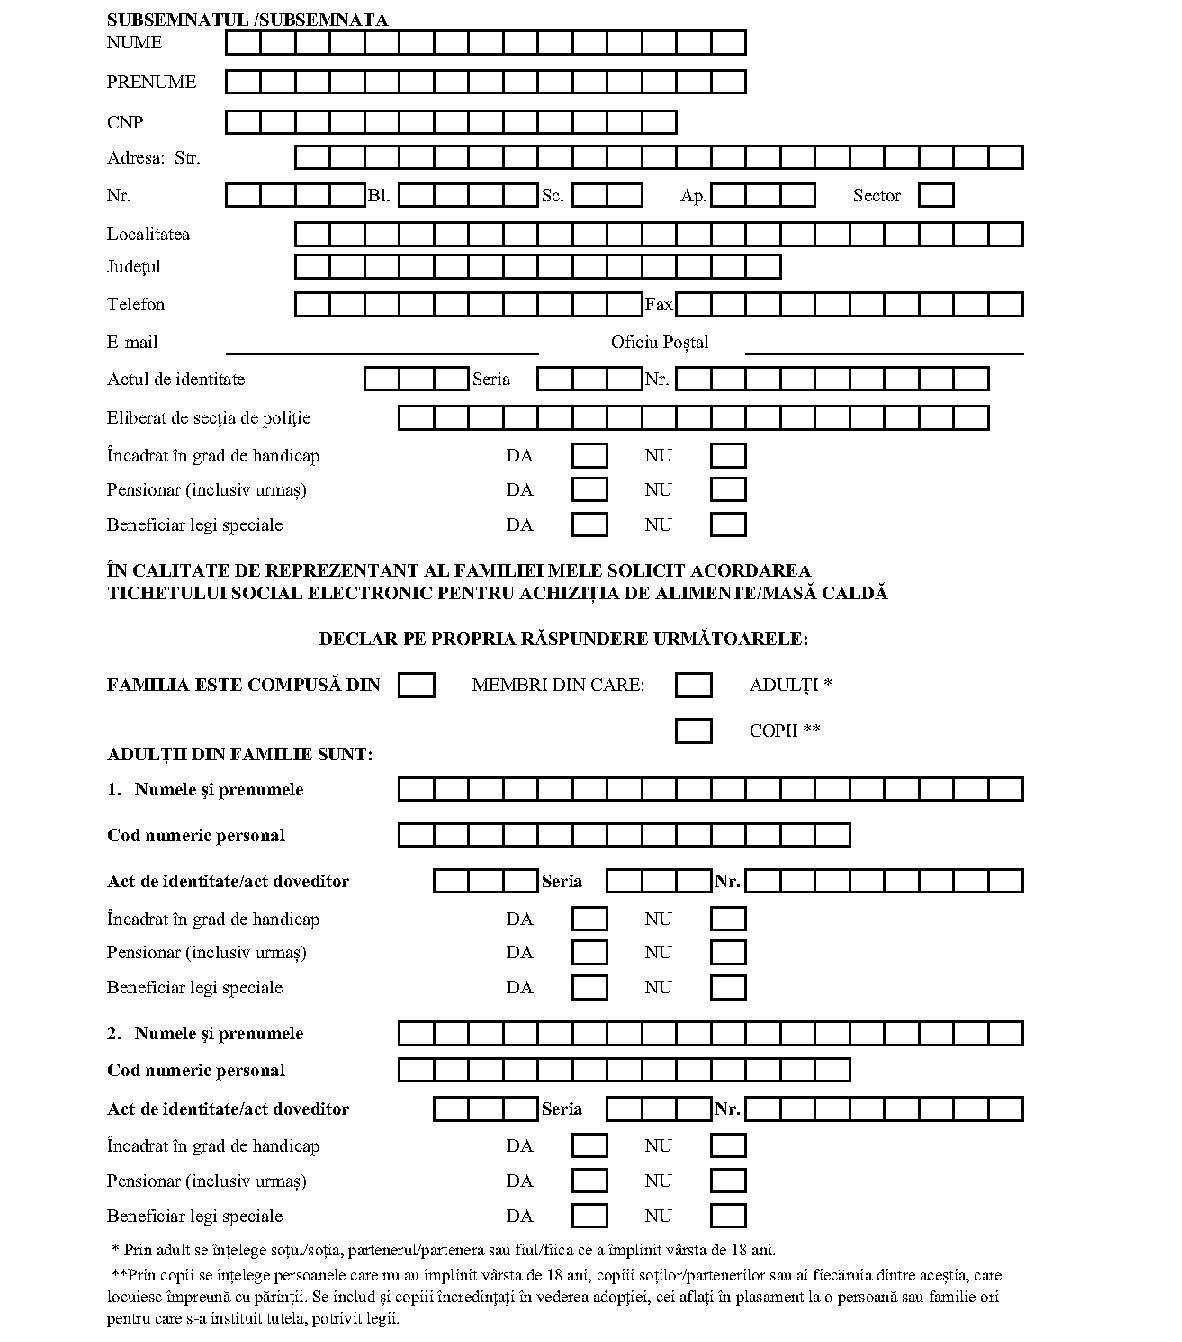 SUBSEMNATUL /SUBSEMNATA
NUME
PRENUME
CNP
Adresa: Str.
Nr. Bl. Sc. Ap. Sector
Localitatea
Judeţul
Telefon Fax
E mail Oficiu Poștal
Actul de identitate Seria Nr.
Eliberat de secția de poliţie
Încadrat în grad de handicap DA NU
Pensionar (inclusiv urmaș) DA NU
Beneficiar legi speciale DA NU
ÎN CALITATE DE REPREZENTANT AL FAMILIEI MELE SOLICIT ACORDAREA
TICHETULUI SOCIAL ELECTRONIC PENTRU ACHIZIȚIA DE ALIMENTE/MASĂ CALDĂ
DECLAR PE PROPRIA RĂSPUNDERE URMĂTOARELE:
FAMILIA ESTE COMPUSĂ DIN MEMBRI DIN CARE: ADULȚI *
COPII **
ADULȚII DIN FAMILIE SUNT:
1. Numele şi prenumele
Cod numeric personal
Act de identitate/act doveditor Seria Nr.
Încadrat în grad de handicap DA NU
Pensionar (inclusiv urmaș) DA NU
Beneficiar legi speciale DA NU
2. Numele şi prenumele
Cod numeric personal
Act de identitate/act doveditor Seria Nr.
Încadrat în grad de handicap DA NU
Pensionar (inclusiv urmaș) DA NU
Beneficiar legi speciale DA NU
* Prin adult se înțelege soțul/soția, partenerul/partenera sau fiul/fiica ce a împlinit vârsta de 18 ani.
**Prin copii se înțelege persoanele care nu au împlinit vârsta de 18 ani, copiii soților/partenerilor sau ai fiecăruia dintre aceștia, care
locuiesc împreună cu părinții. Se includ și copiii încredinţaţi în vederea adopţiei, cei aflaţi în plasament la o persoană sau familie ori
pentru care s-a instituit tutela, potrivit legii.